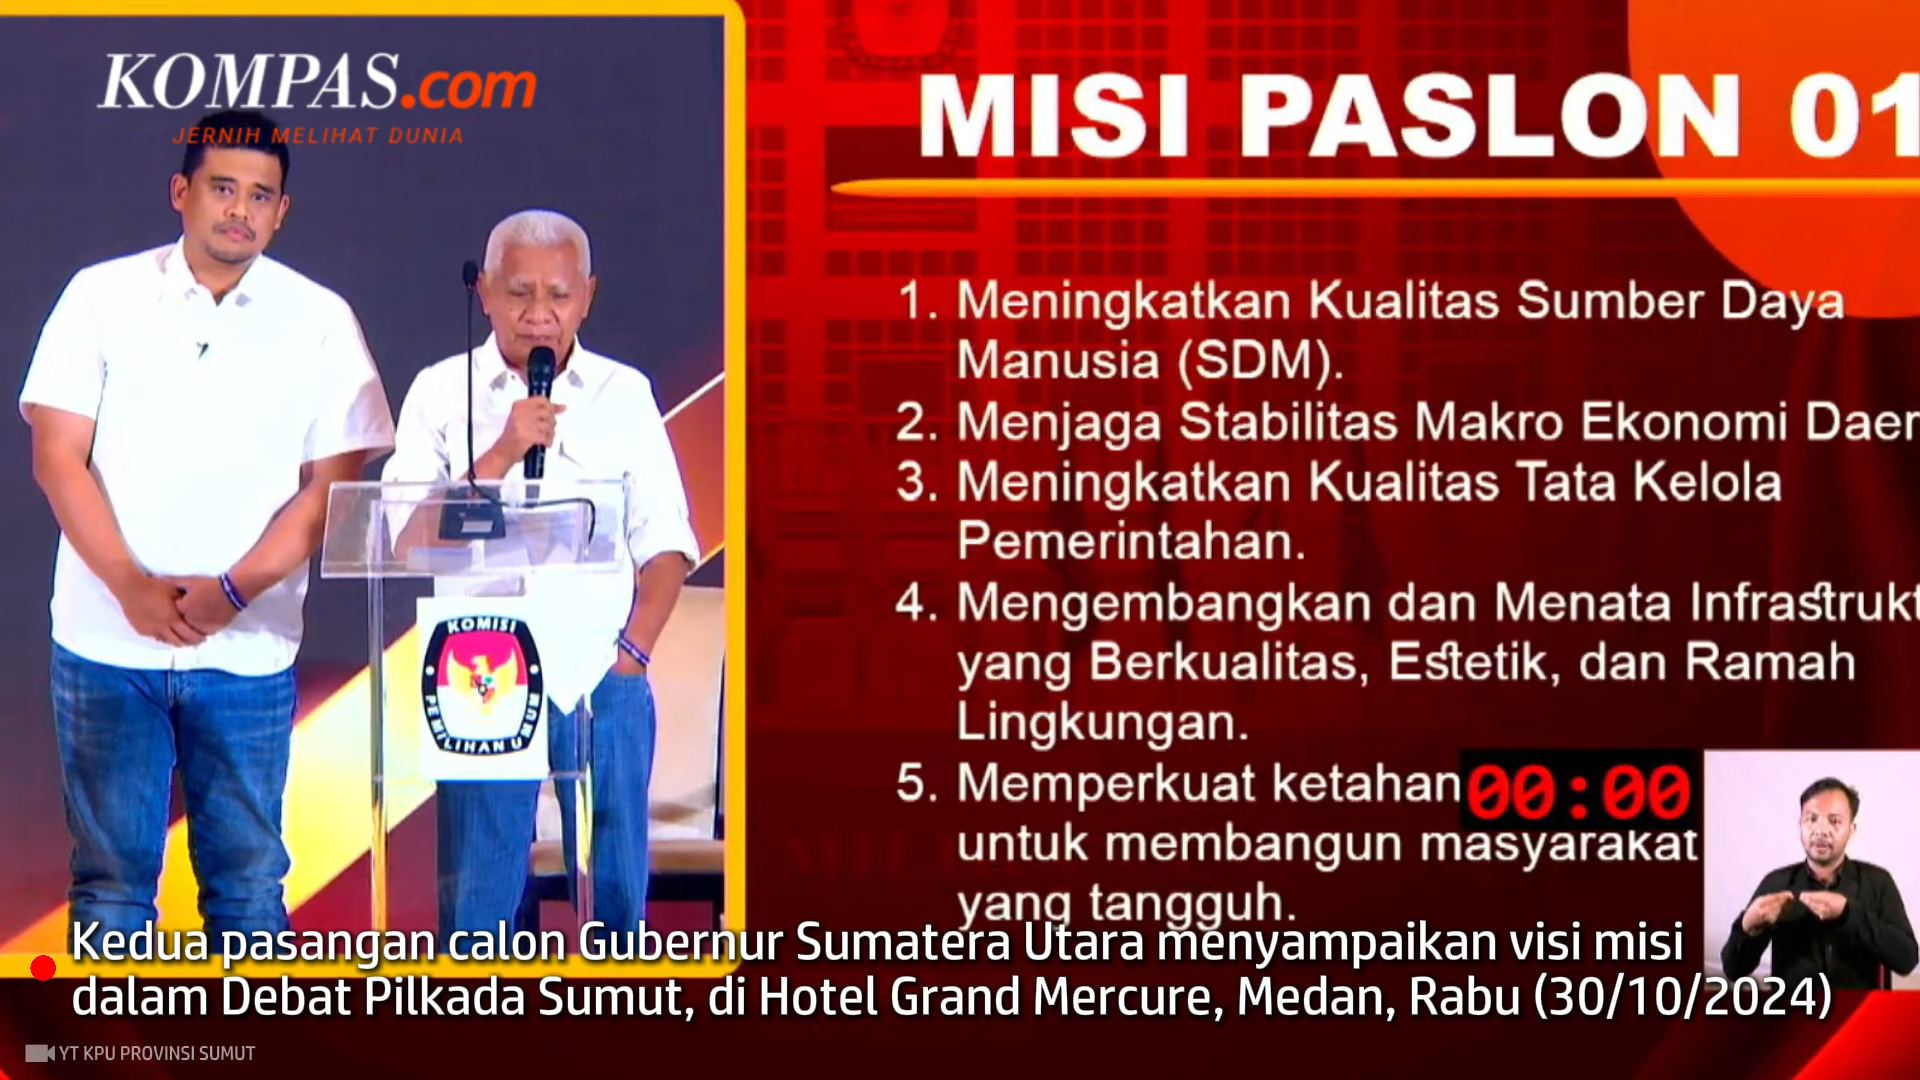 KOMPAS.com
JERNIH MELIHAT DUNIA
MISI PASLON 01
1. Meningkatkan Kualitas Sumber Daya
Manusia (SDM).
2. Menjaga Stabilitas Makro Ekonomi Daer
3. Meningkatkan Kualitas Tata Kelola
Pemerintahan.
4. Mengembangkan dan Menata Infrastrukt
yang Berkualitas, Estetik, dan Ramah
Lingkungan.
5. Memperkuat ketahan
00:00
untuk membangun masyarakat
yang tangguh.
KOMISI
PEMILIHAN UMUM
Kedua pasangan calon Gubernur Sumatera Utara menyampaikan visi misi
dalam Debat Pilkada Sumut, di Hotel Grand Mercure, Medan, Rabu (30/10/2024)
YT KPU PROVINSI SUMUT